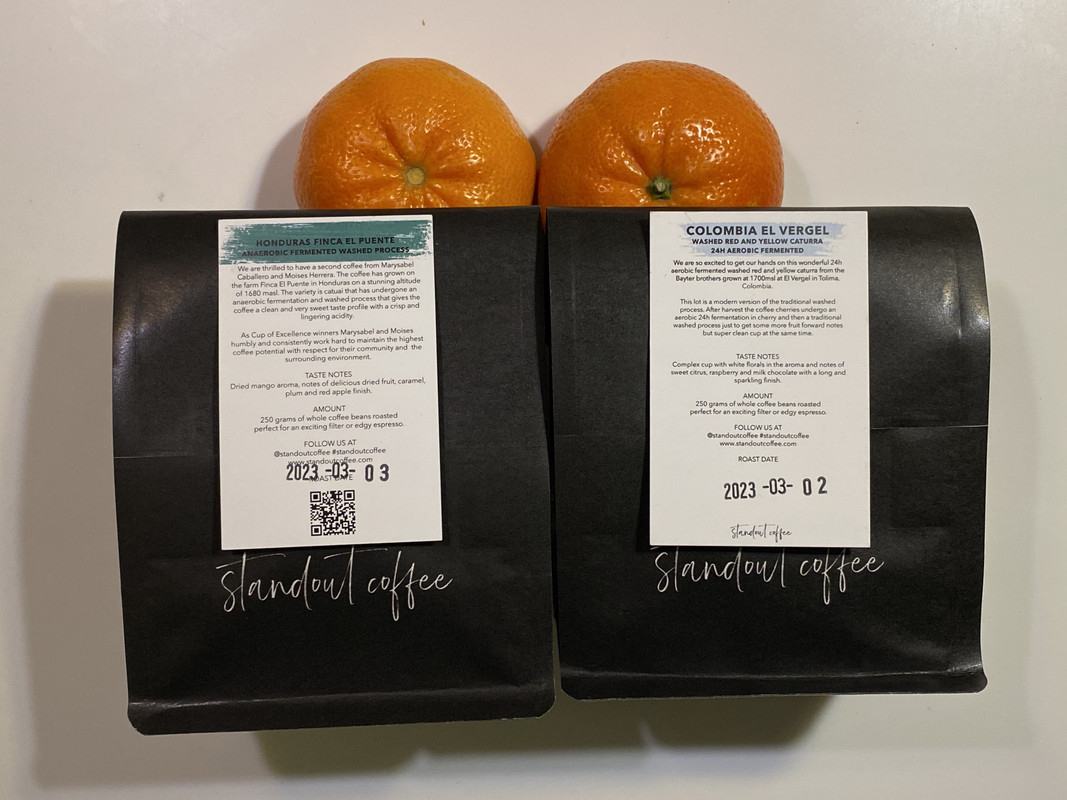 HONDURAS FINCA EL PUENTE
ANAEROBIC FERMENTED WASHED PROCESS
We are thrilled to have a second coffee from Marysabel
Caballero and Moises Herrera. The coffee has grown on
the farm Finca El Puente in Honduras on a stunning altitude
of 1680 masl. The variety is catuai that has undergone an
anaerobic fermentation and washed process that gives the
coffee a clean and very sweet taste profile with a crisp and
lingering acidity.
As Cup of Excellence winners Marysabel and Moises
humbly and consistently work hard to maintain the highest
coffee potential with respect for their community and the
surrounding environment.
TASTE NOTES
Dried mango aroma, notes of delicious dried fruit, caramel,
plum and red apple finish.
AMOUNT
250 grams of whole coffee beans roasted
perfect for an exciting filter or edgy espresso.
FOLLOW US AT
@standoutcoffee #standoutcoffee
www.standoutcoffee.com
2023 -03- 03
ROAST DATE
standout coffee
COLOMBIA EL VERGEL
WASHED RED AND YELLOW CATURRA
24H AEROBIC FERMENTED
We are so excited to get our hands on this wonderful 24h
aerobic fermented washed red and yellow caturra from the
Bayter brothers grown at 1700msl at El Vergel in Tolima,
Colombia.
This lot is a modern version of the traditional washed
process. After harvest the coffee cherries undergo an
aerobic 24h fermentation in cherry and then a traditional
washed process just to get some more fruit forward notes
but super clean cup at the same time.
TASTE NOTES
Complex cup with white florals in the aroma and notes of
sweet citrus, raspberry and milk chocolate with a long and
sparkling finish.
AMOUNT
250 grams of whole coffee beans roasted
perfect for an exciting filter or edgy espresso.
FOLLOW US AT
@standoutcoffee #standoutcoffee
www.standoutcoffee.com
ROAST DATE
2023 -03- 02
standout coffee
standout coffee